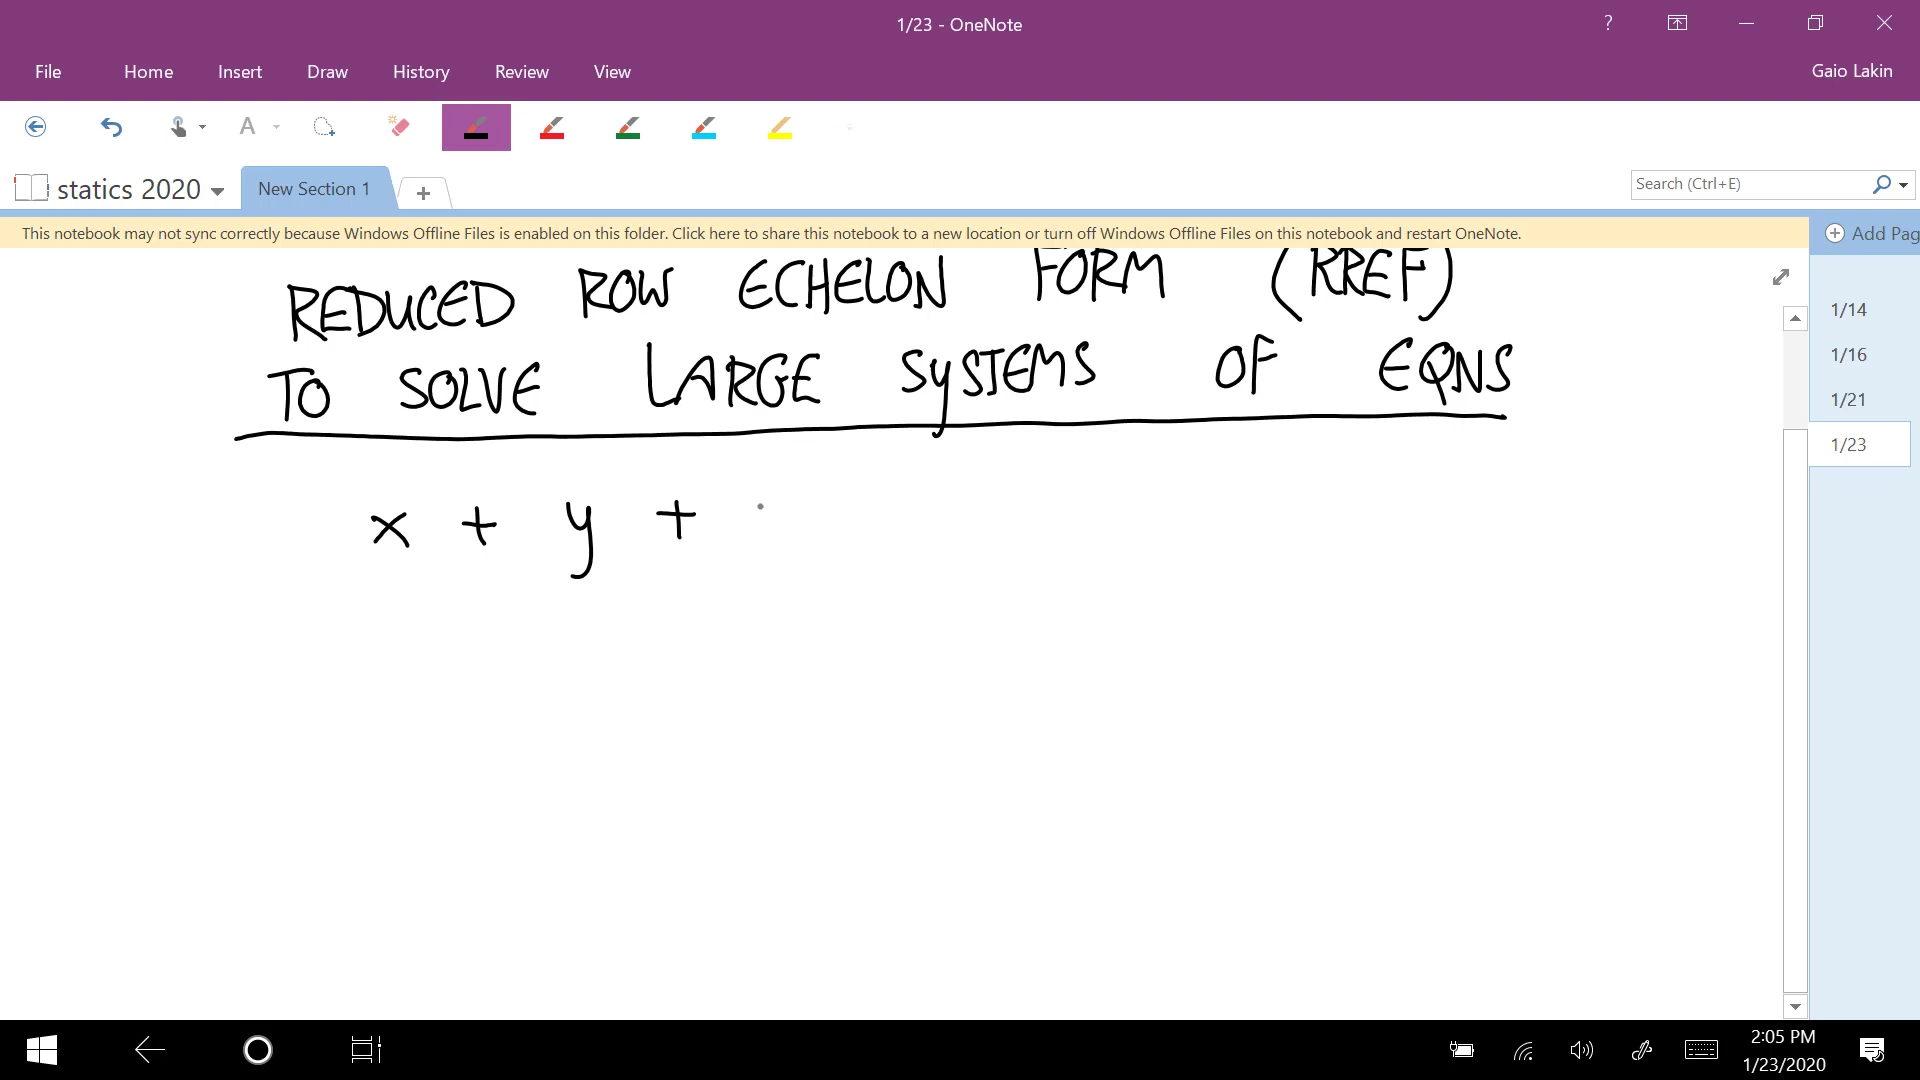 1/23 - OneNote
?
File Home Insert Draw History Review View
Gaio Lakin
A
statics 2020
New Section 1
+
Search (Ctrl+E)
This notebook may not sync correctly because Windows Offline Files is enabled on this folder. Click here to share this notebook to a new location or turn off Windows Offline Files on this notebook and restart OneNote.
Add Pag
1/14
1/16
1/21
1/23
REDUCED ROW ECHELON FORM (RREF)
TO SOLVE LARGE SYSTEMS OF EQNS
x + y +
2:05 PM
1/23/2020